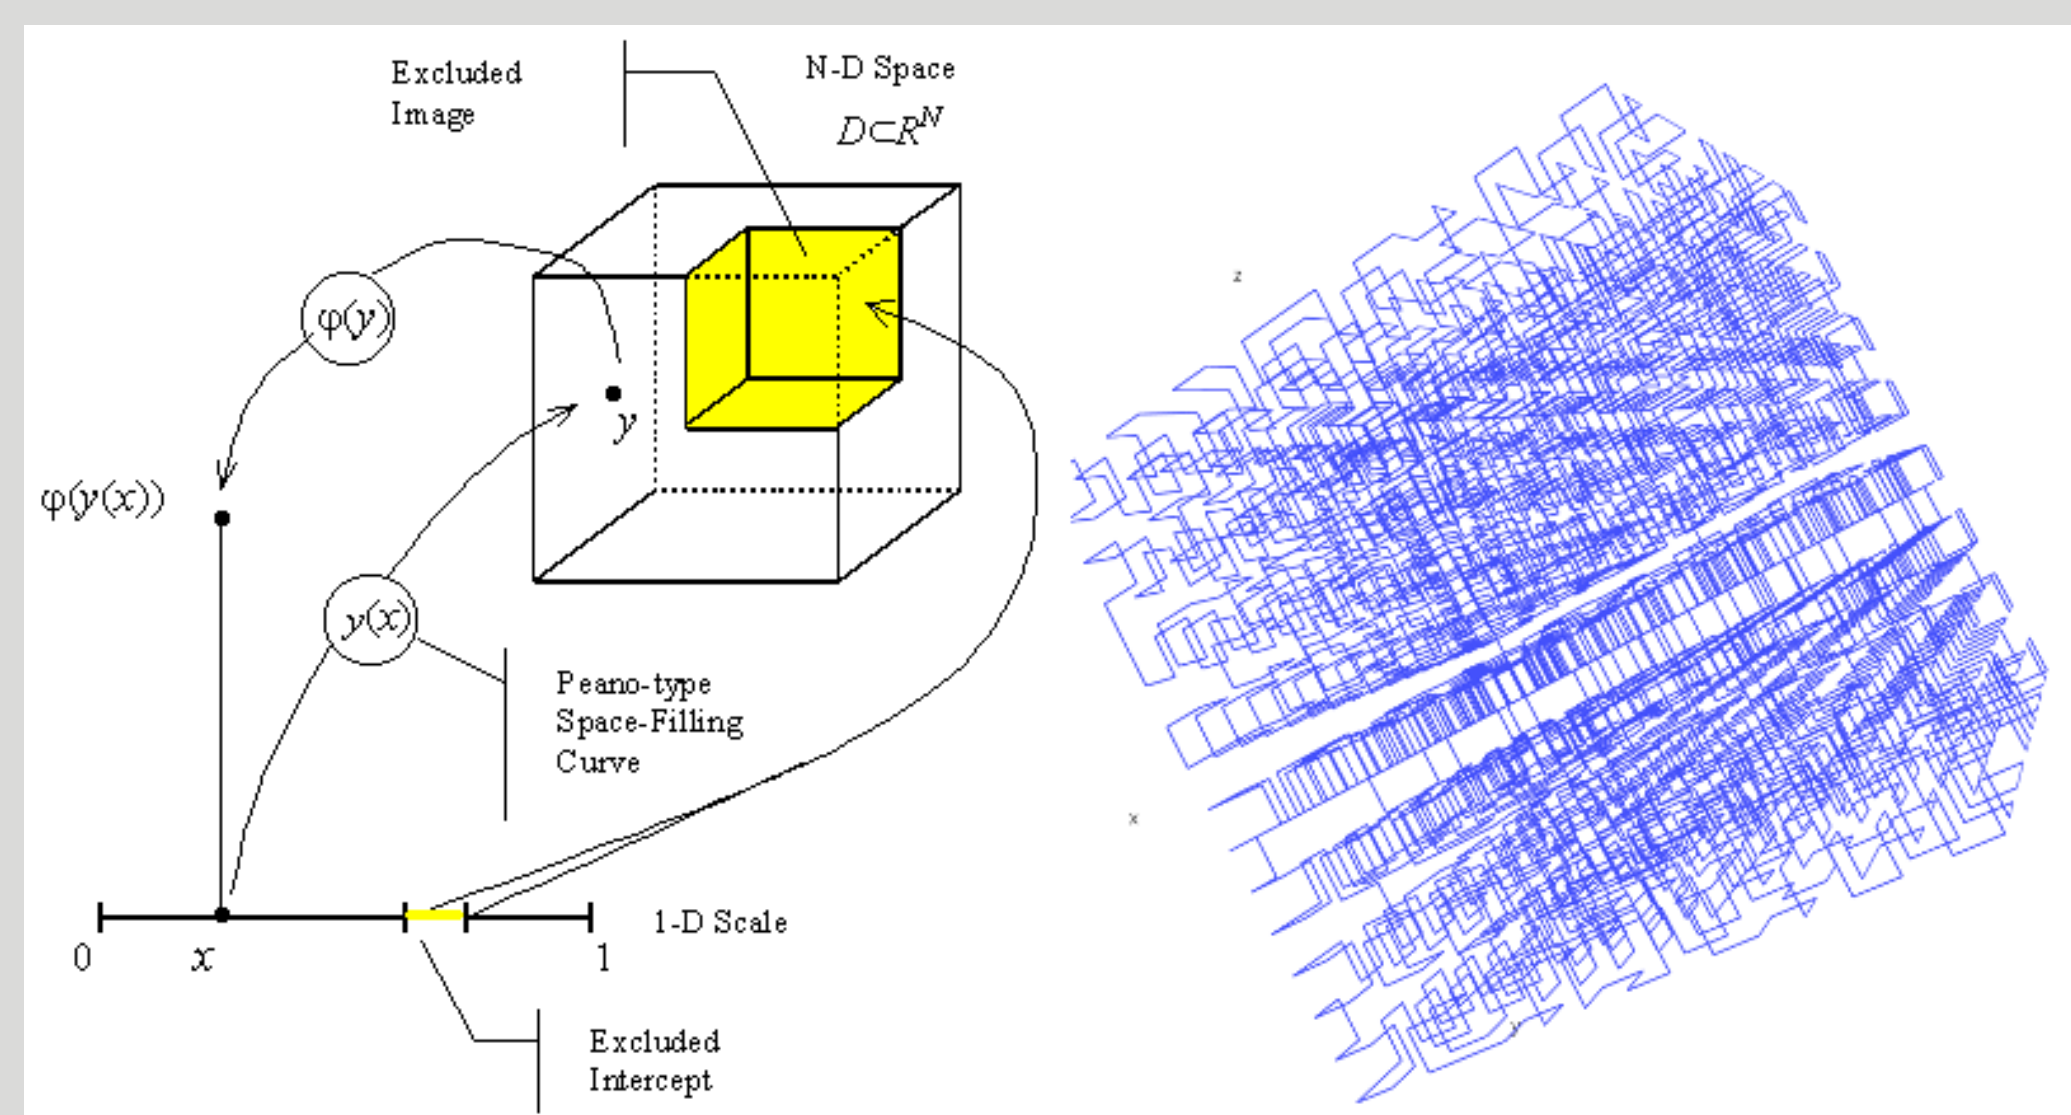 Excluded
Image
N-D Space
D⊂R^N
φ(y)
y
φ(y(x))
y(x)
Peano-type
Space-Filling
Curve
0
x
1
1-D Scale
Excluded
Intercept
z
x
y